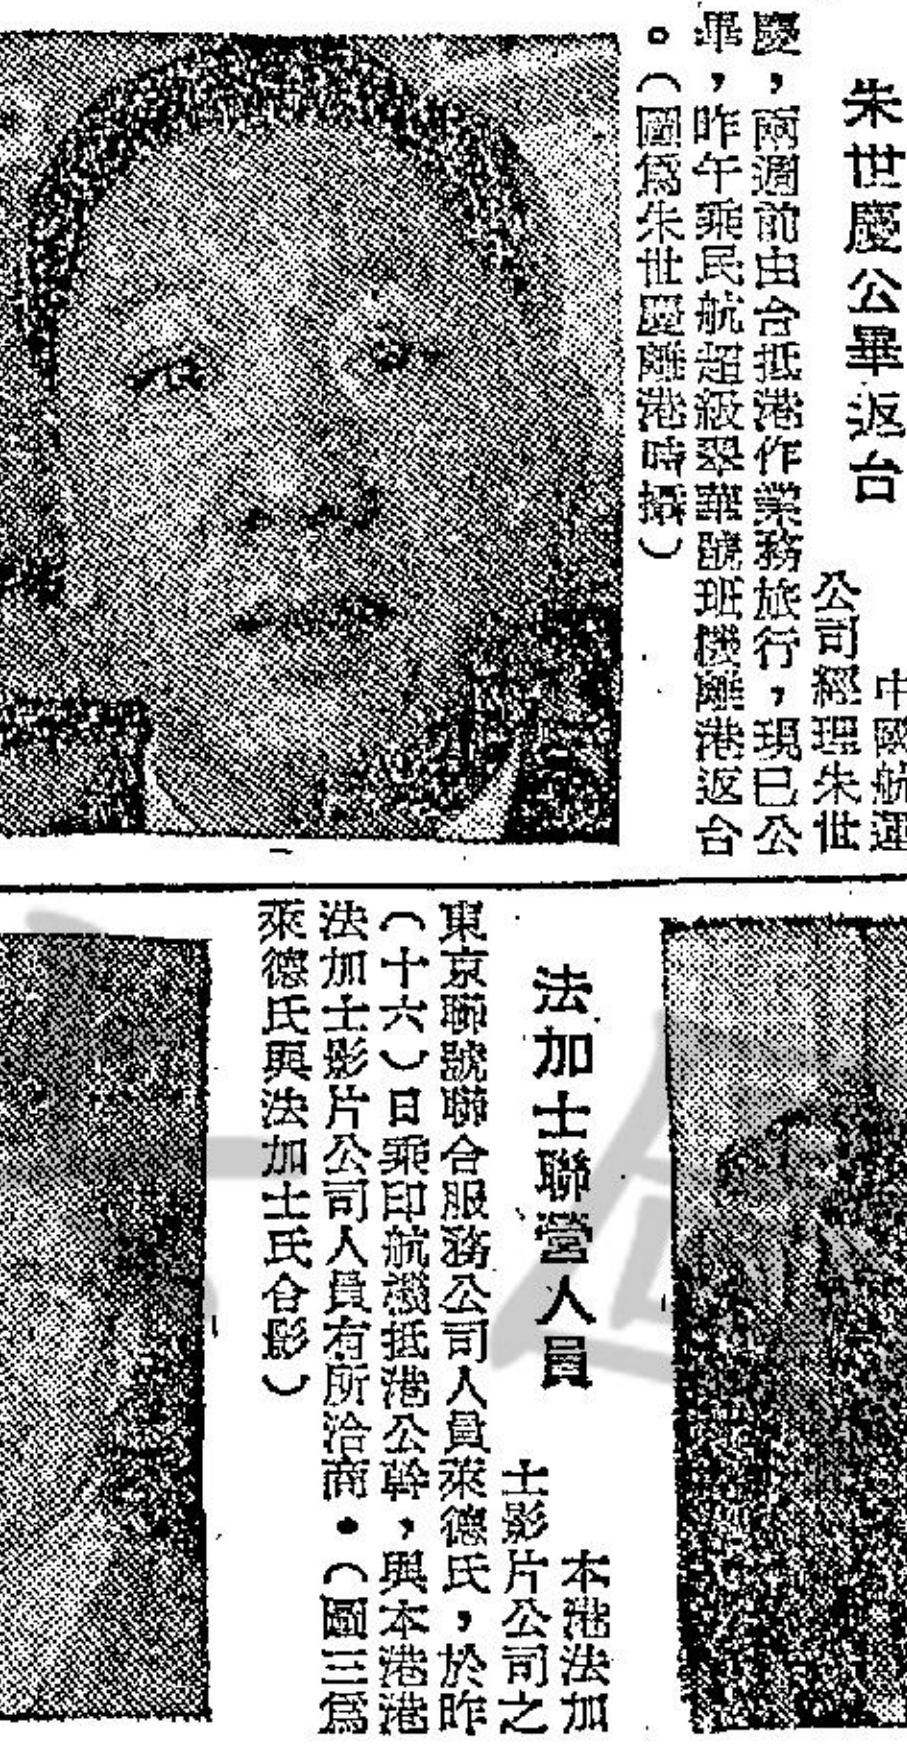 朱世慶公畢返台
中國航運
公司經理朱世
慶，兩週前由台抵港作業務旅行，現已公
畢，昨午乘民航超級翠華號班機離港返台
。（圖爲朱世慶離港時攝）
法加士聯營人員
本港法加
士影片公司之
東京聯號聯合服務公司人員萊德氏，於昨
（十六）日乘印航機抵港公幹，與本港港
法加士影片公司人員有所洽商。（圖三爲
萊德氏與法加士氏合影）